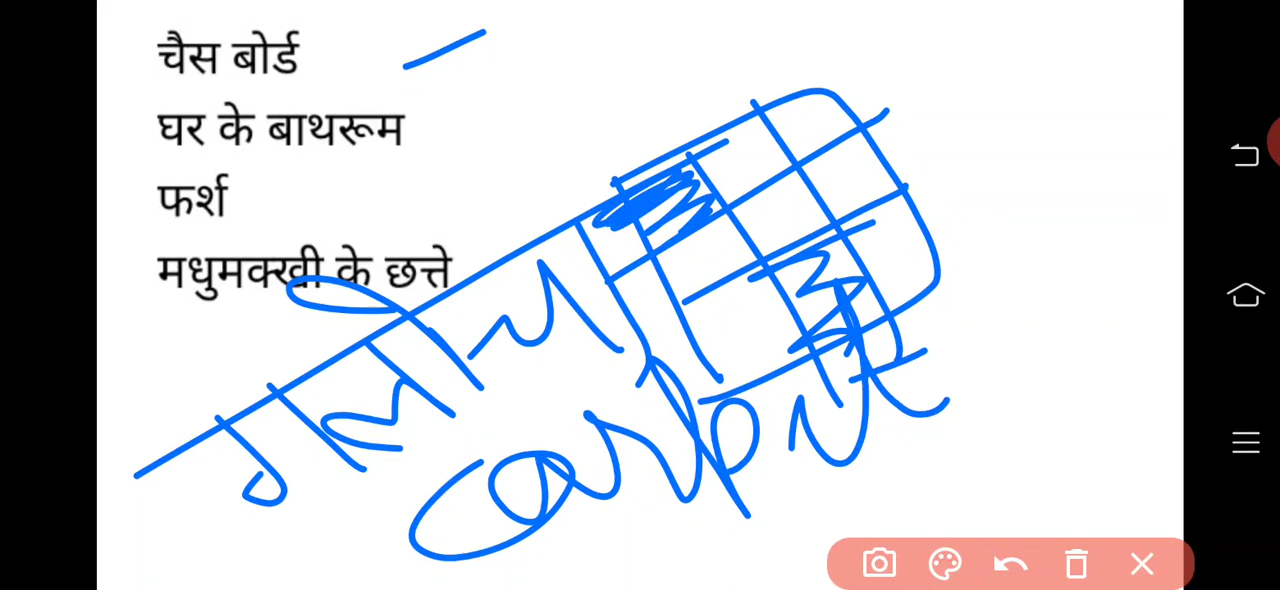 चैस बोर्ड
घर के बाथरूम
फर्श
मधुमक्खी के छत्ते